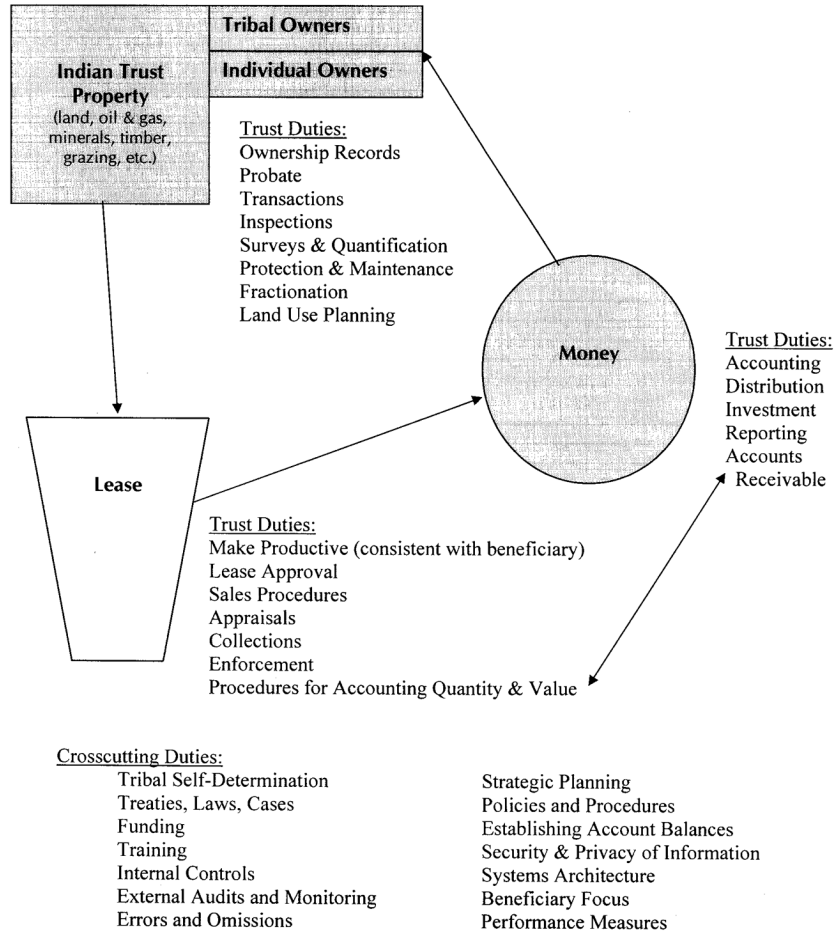 Tribal Owners
Individual Owners
Indian Trust
Property
(land, oil & gas,
minerals, timber,
grazing, etc.)
Trust Duties:
Ownership Records
Probate
Transactions
Inspections
Surveys & Quantification
Protection & Maintenance
Fractionation
Land Use Planning
Money
Trust Duties:
Accounting
Distribution
Investment
Reporting
Accounts
Receivable
Lease
Trust Duties:
Make Productive (consistent with beneficiary)
Lease Approval
Sales Procedures
Appraisals
Collections
Enforcement
Procedures for Accounting Quantity & Value
Crosscutting Duties:
Tribal Self-Determination
Treaties, Laws, Cases
Funding
Training
Internal Controls
External Audits and Monitoring
Errors and Omissions
Strategic Planning
Policies and Procedures
Establishing Account Balances
Security & Privacy of Information
Systems Architecture
Beneficiary Focus
Performance Measures